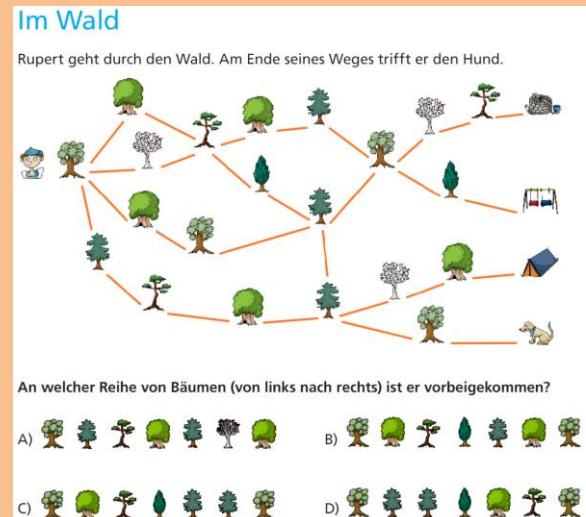 Im Wald
Rupert geht durch den Wald. Am Ende seines Weges trifft er den Hund.
An welcher Reihe von Bäumen (von links nach rechts) ist er vorbeigekommen?
A)
B)
C)
D)